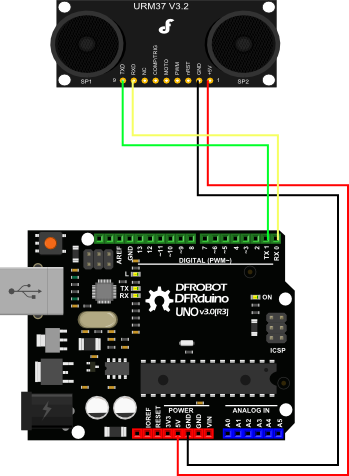 URM37 V3.2
SP1
SP2
9
TXD
RXD
NC
COMP/TRIG
MOTO
PWM
nRST
GND
+5V
1
AREF
GND
13
12
~11
~10
~9
8
7
~6
~5
4
~3
2
TX 1
RX 0
DIGITAL (PWM~)
L
TX
RX
DFROBOT
DFRduino
UNO v3.0[R3]
ON
ICSP
POWER
ANALOG IN
IOREF
RESET
3V3
5V
GND
GND
VIN
A0
A1
A2
A3
A4
A5